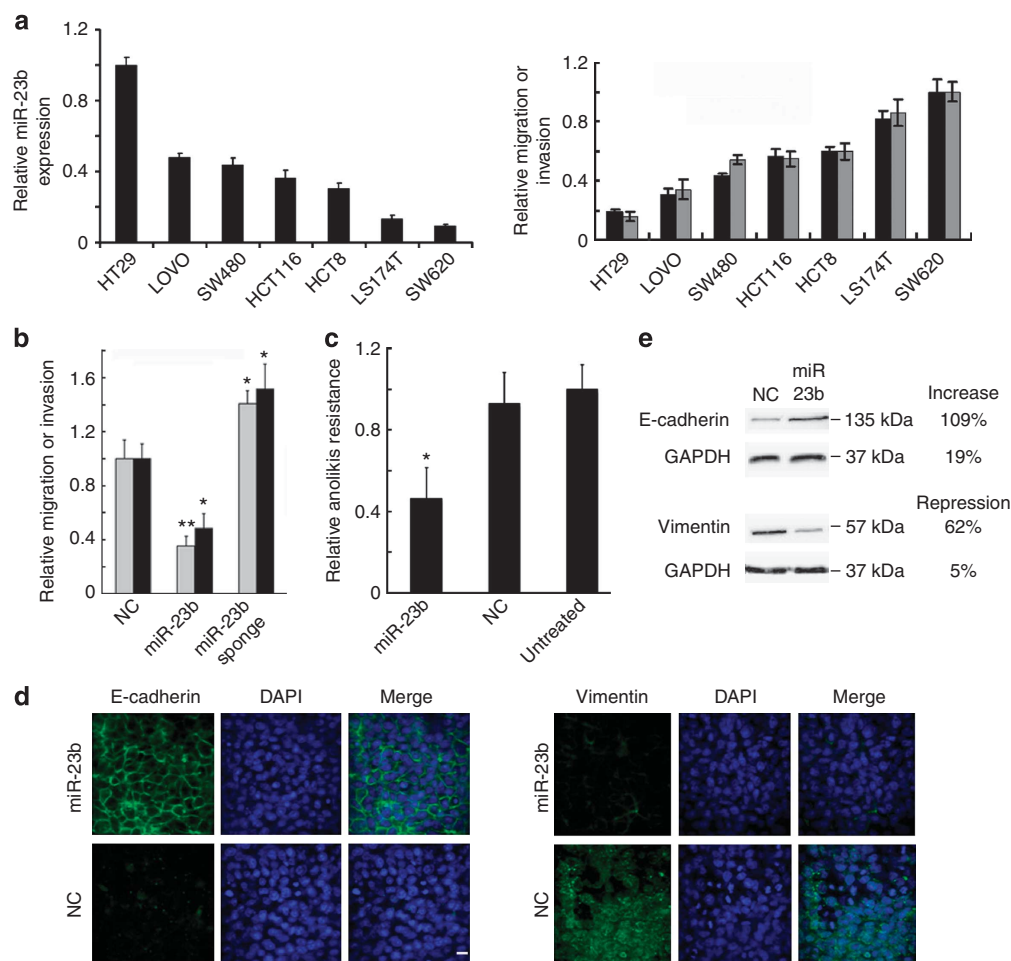 a
Relative miR-23b
expression
1.2
0.8
0.4
0
HT29
LOVO
SW480
HCT116
HCT8
LS174T
SW620
Relative migration or
invasion
1.2
0.8
0.4
0
HT29
LOVO
SW480
HCT116
HCT8
LS174T
SW620
b
Relative migration or invasion
1.6
1.2
0.8
0.4
0
** *
* *
NC
miR-23b
miR-23b
sponge
c
Relative anolikis resistance
1.2
0.8
0.4
0
*
miR-23b
NC
Untreated
e
NC
miR
23b
Increase
E-cadherin
135 kDa
109%
GAPDH
37 kDa
19%
Repression
Vimentin
57 kDa
62%
GAPDH
37 kDa
5%
d
E-cadherin DAPI Merge
miR-23b
NC
Vimentin DAPI Merge
miR-23b
NC